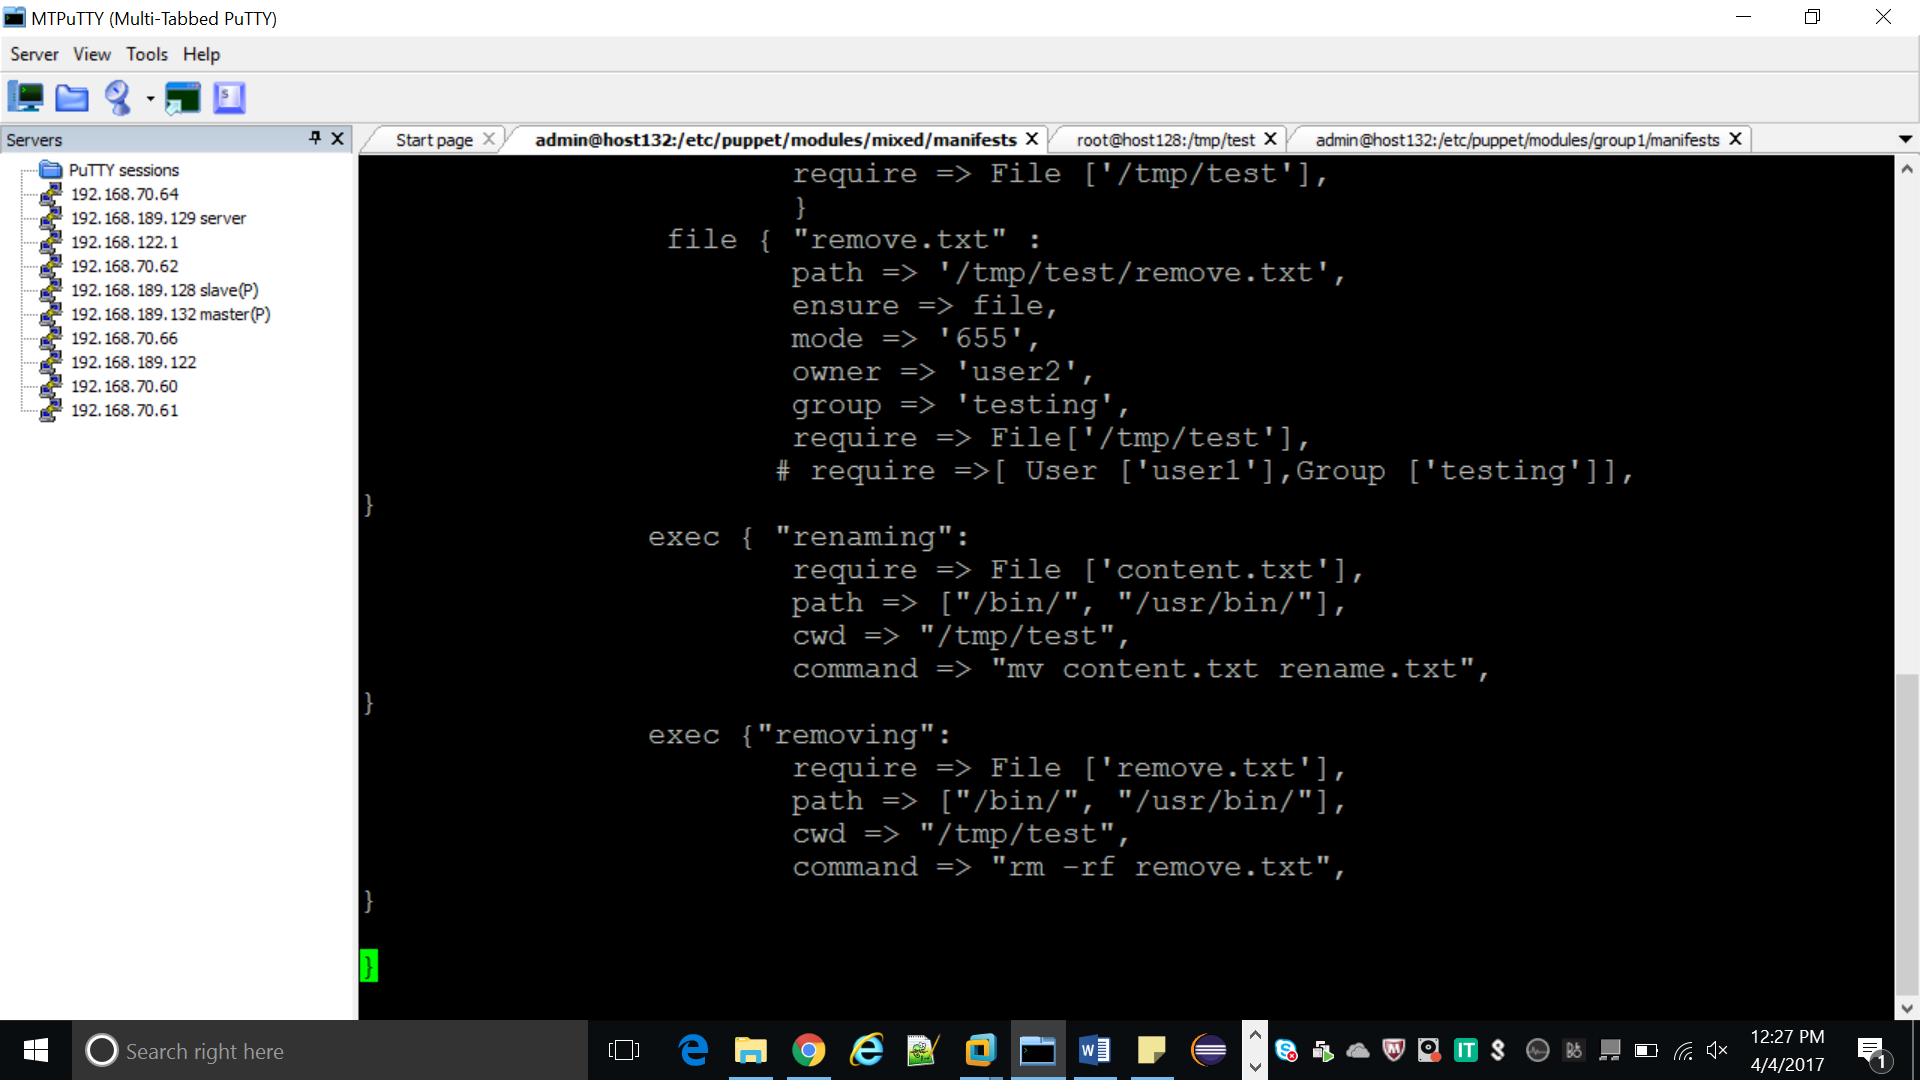 MTPuTTY (Multi-Tabbed PuTTY)
Server View Tools Help
Servers
PuTTY sessions
192.168.70.64
192.168.189.129 server
192.168.122.1
192.168.70.62
192.168.189.128 slave(P)
192.168.189.132 master(P)
192.168.70.66
192.168.189.122
192.168.70.60
192.168.70.61
Start page admin@host132:/etc/puppet/modules/mixed/manifests root@host128:/tmp/test admin@host132:/etc/puppet/modules/group1/manifests
require => File ['/tmp/test'],
}
file { "remove.txt" :
path => '/tmp/test/remove.txt',
ensure => file,
mode => '655',
owner => 'user2',
group => 'testing',
require => File['/tmp/test'],
# require =>[ User ['user1'],Group ['testing']],
}
exec { "renaming":
require => File ['content.txt'],
path => ["/bin/", "/usr/bin/"],
cwd => "/tmp/test",
command => "mv content.txt rename.txt",
}
exec {"removing":
require => File ['remove.txt'],
path => ["/bin/", "/usr/bin/"],
cwd => "/tmp/test",
command => "rm -rf remove.txt",
}
}
Search right here
12:27 PM
4/4/2017
1